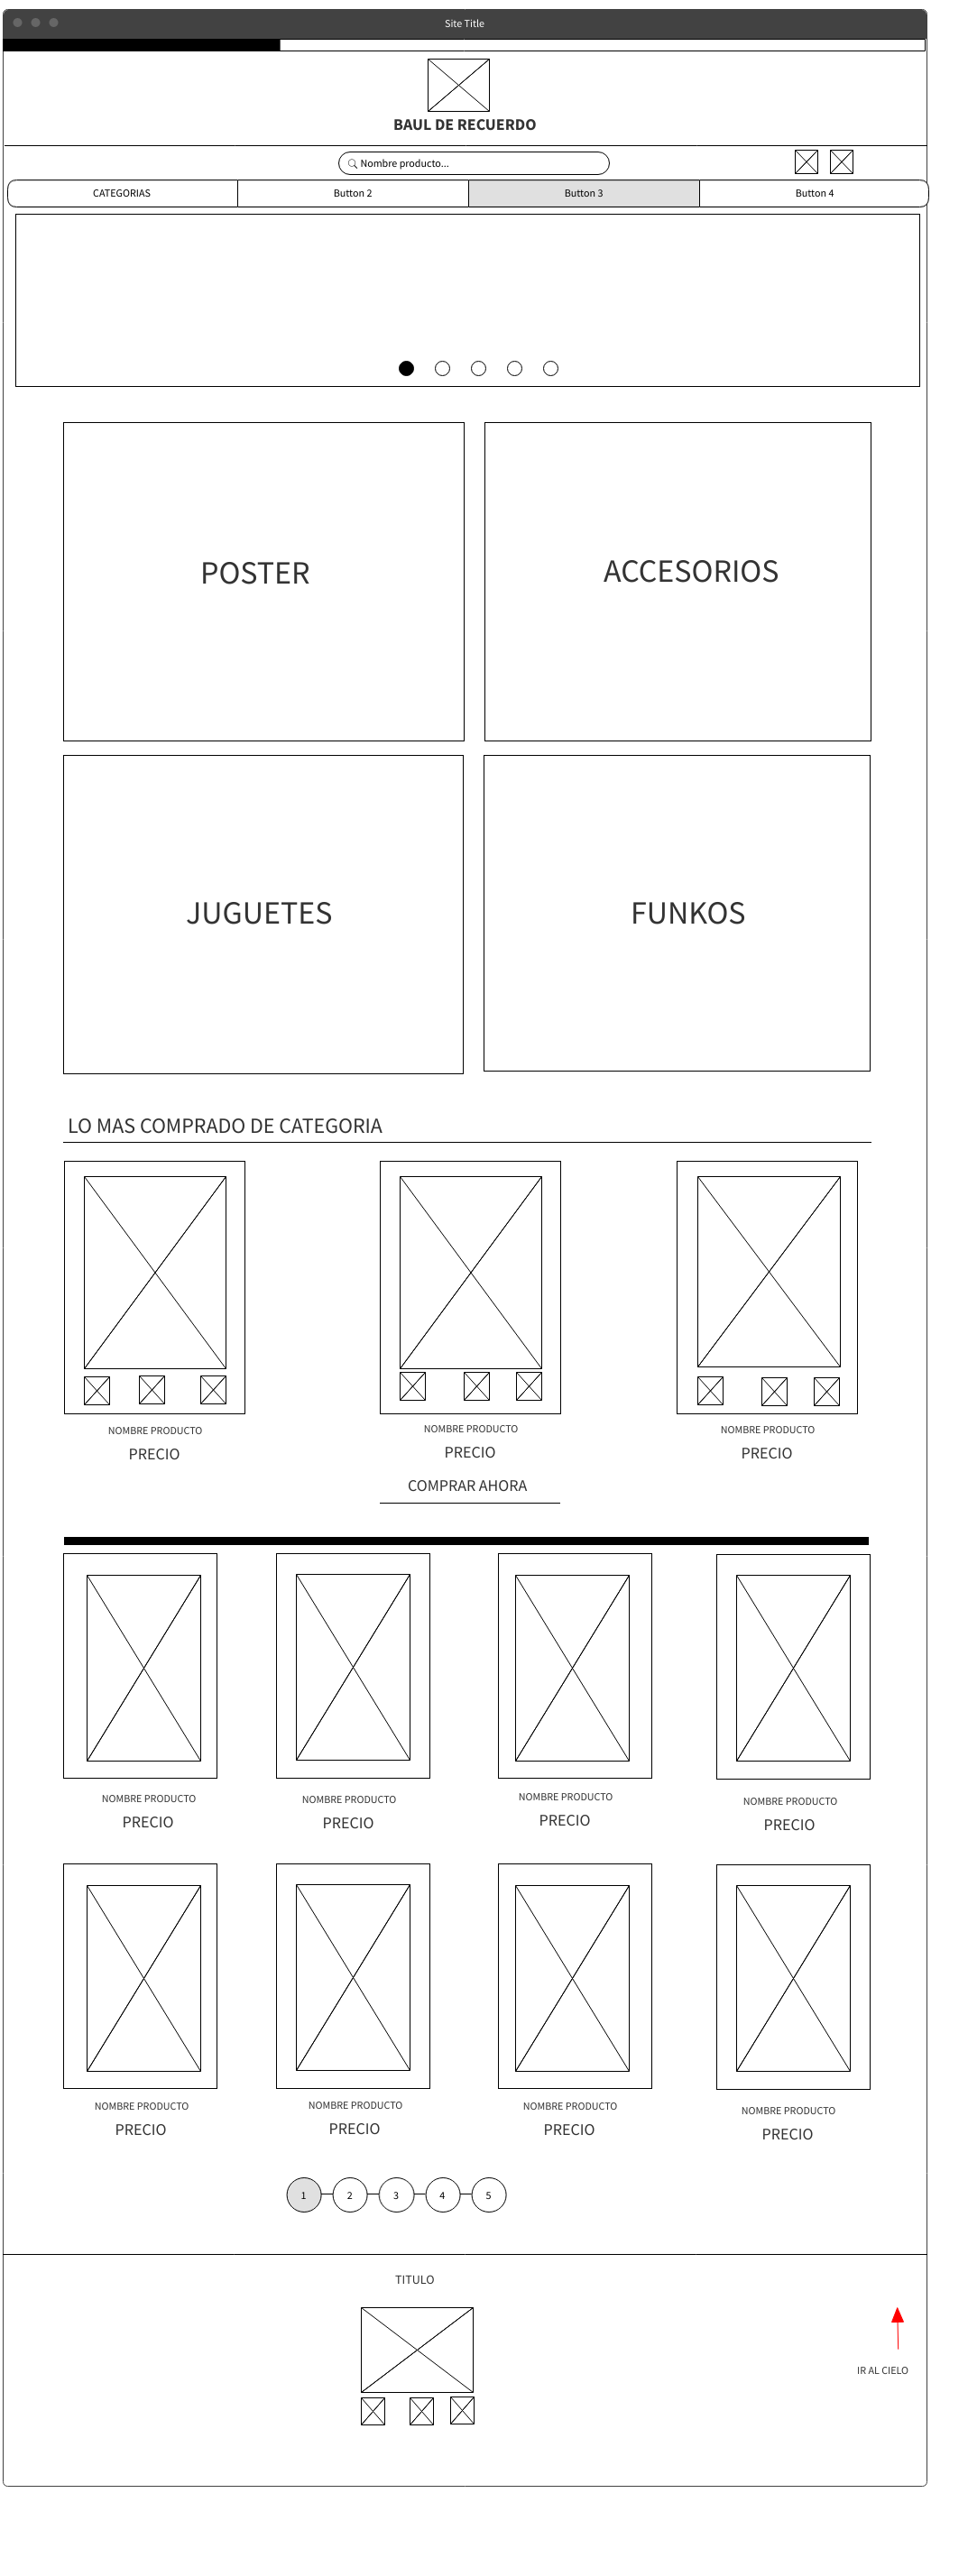 Site Title
BAUL DE RECUERDO
Nombre producto...
CATEGORIAS
Button 2
Button 3
Button 4
POSTER
ACCESORIOS
JUGUETES
FUNKOS
LO MAS COMPRADO DE CATEGORIA
NOMBRE PRODUCTO
PRECIO
NOMBRE PRODUCTO
PRECIO
NOMBRE PRODUCTO
PRECIO
COMPRAR AHORA
NOMBRE PRODUCTO
PRECIO
NOMBRE PRODUCTO
PRECIO
NOMBRE PRODUCTO
PRECIO
NOMBRE PRODUCTO
PRECIO
NOMBRE PRODUCTO
PRECIO
NOMBRE PRODUCTO
PRECIO
NOMBRE PRODUCTO
PRECIO
NOMBRE PRODUCTO
PRECIO
1
2
3
4
5
TITULO
IR AL CIELO